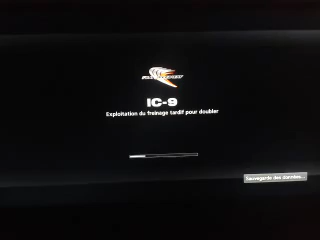 IC-9
Exploitation du freinage tardif pour doubler
Sauvegarde des données...